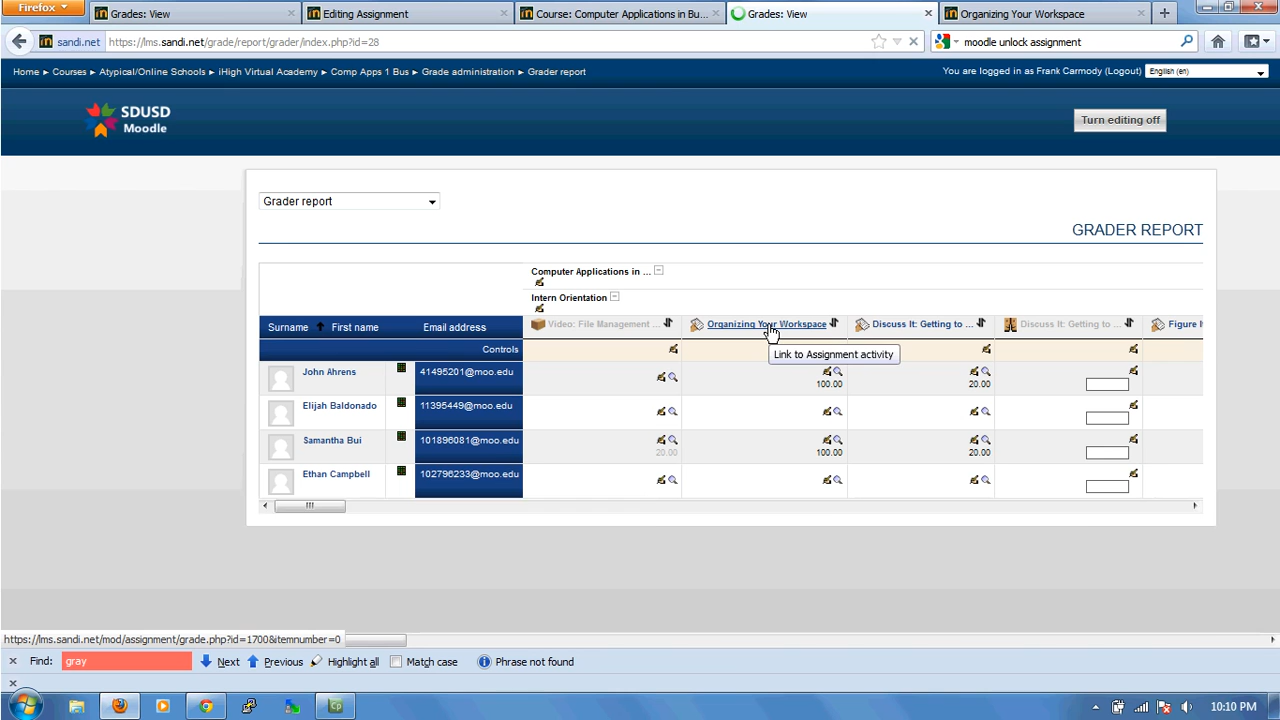 Firefox
Grades: View
Editing Assignment
Course: Computer Applications in Bu...
Grades: View
Organizing Your Workspace
sandi.net
https://lms.sandi.net/grade/report/grader/index.php?id=28
moodle unlock assignment
Home ► Courses ► Atypical/Online Schools ► iHigh Virtual Academy ► Comp Apps 1 Bus ► Grade administration ► Grader report
You are logged in as Frank Carmody (Logout)
English (en)
SDUSD
Moodle
Turn editing off
Grader report
GRADER REPORT
Computer Applications in ...
Intern Orientation
Surname First name Email address
Video: File Management ...
Organizing Your Workspace
Discuss It: Getting to ...
Discuss It: Getting to ...
Figure I
Controls
Link to Assignment activity
John Ahrens 41495201@moo.edu 100.00 20.00
Elijah Baldonado 11395449@moo.edu
Samantha Bui 101896081@moo.edu 20.00 100.00 20.00
Ethan Campbell 102796233@moo.edu
https://lms.sandi.net/mod/assignment/grade.php?id=1700&itemnumber=0
Find: gray Next Previous Highlight all Match case Phrase not found
Cp
10:10 PM